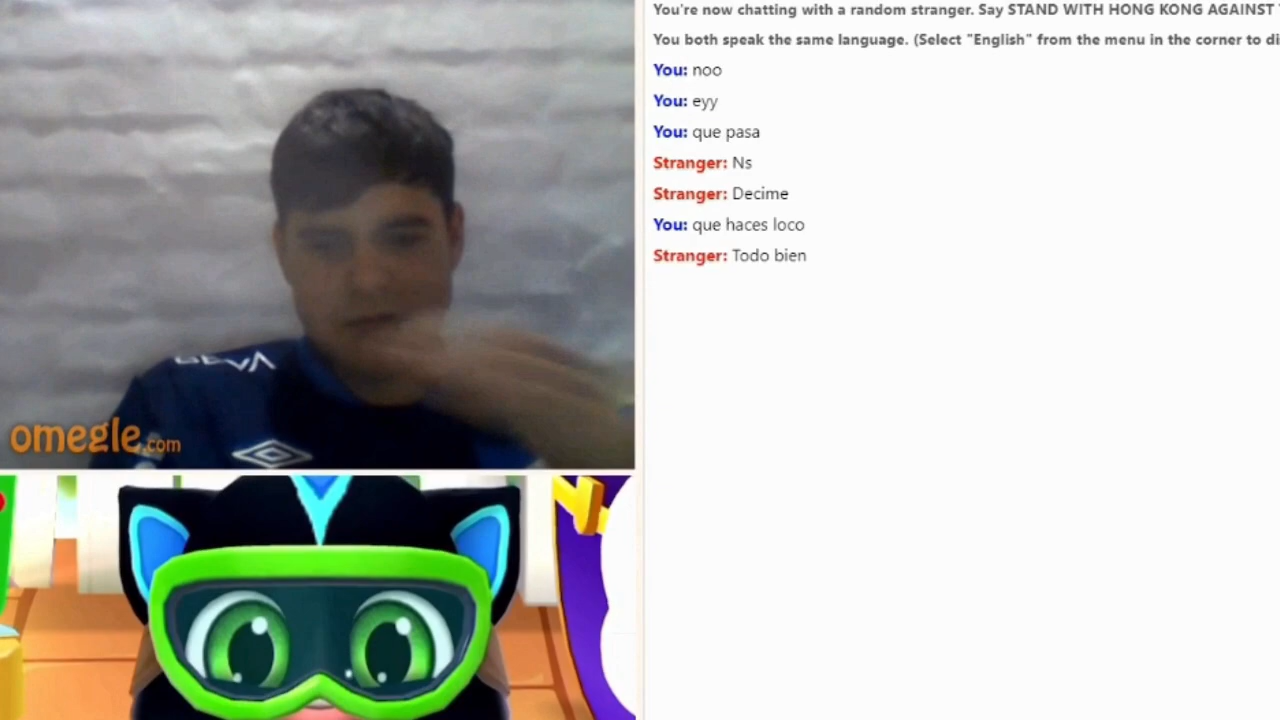 You're now chatting with a random stranger. Say STAND WITH HONG KONG AGAINST
You both speak the same language. (Select "English" from the menu in the corner to di
You: noo
You: eyy
You: que pasa
Stranger: Ns
Stranger: Decime
You: que haces loco
Stranger: Todo bien
omegle.com